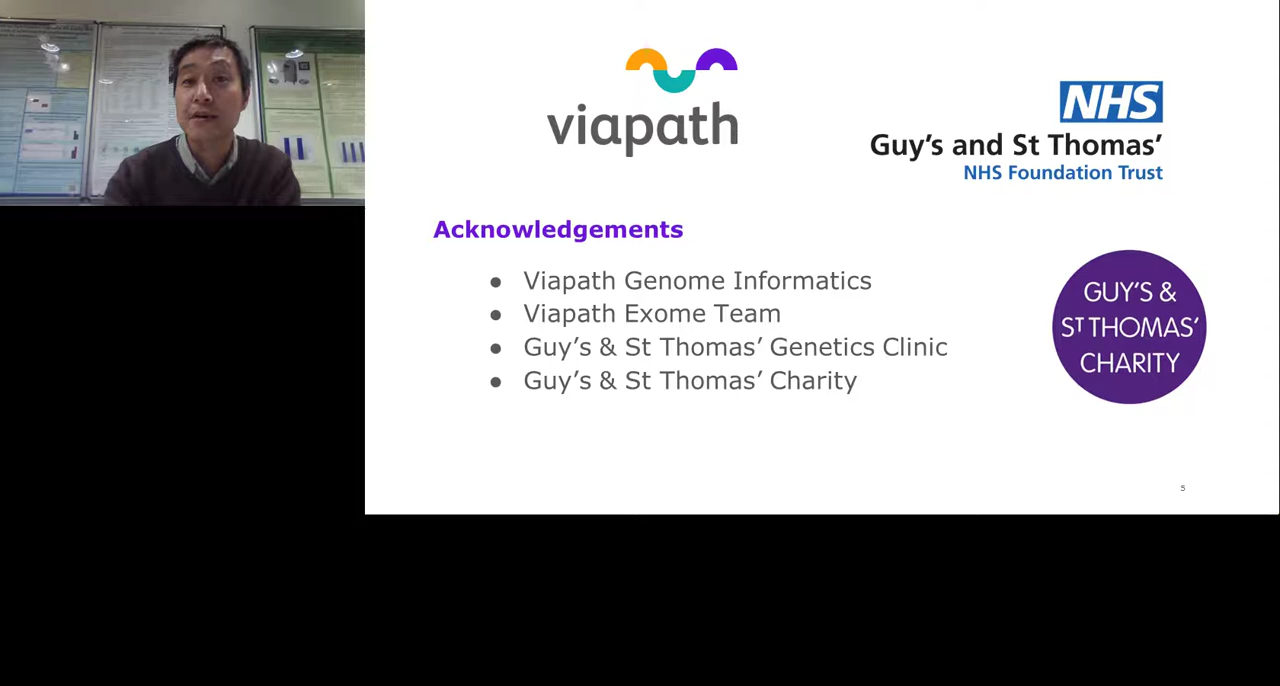 viapath
NHS
Guy's and St Thomas'
NHS Foundation Trust
Acknowledgements
● Viapath Genome Informatics
● Viapath Exome Team
● Guy’s & St Thomas’ Genetics Clinic
● Guy’s & St Thomas’ Charity
GUY'S &
ST THOMAS'
CHARITY
5